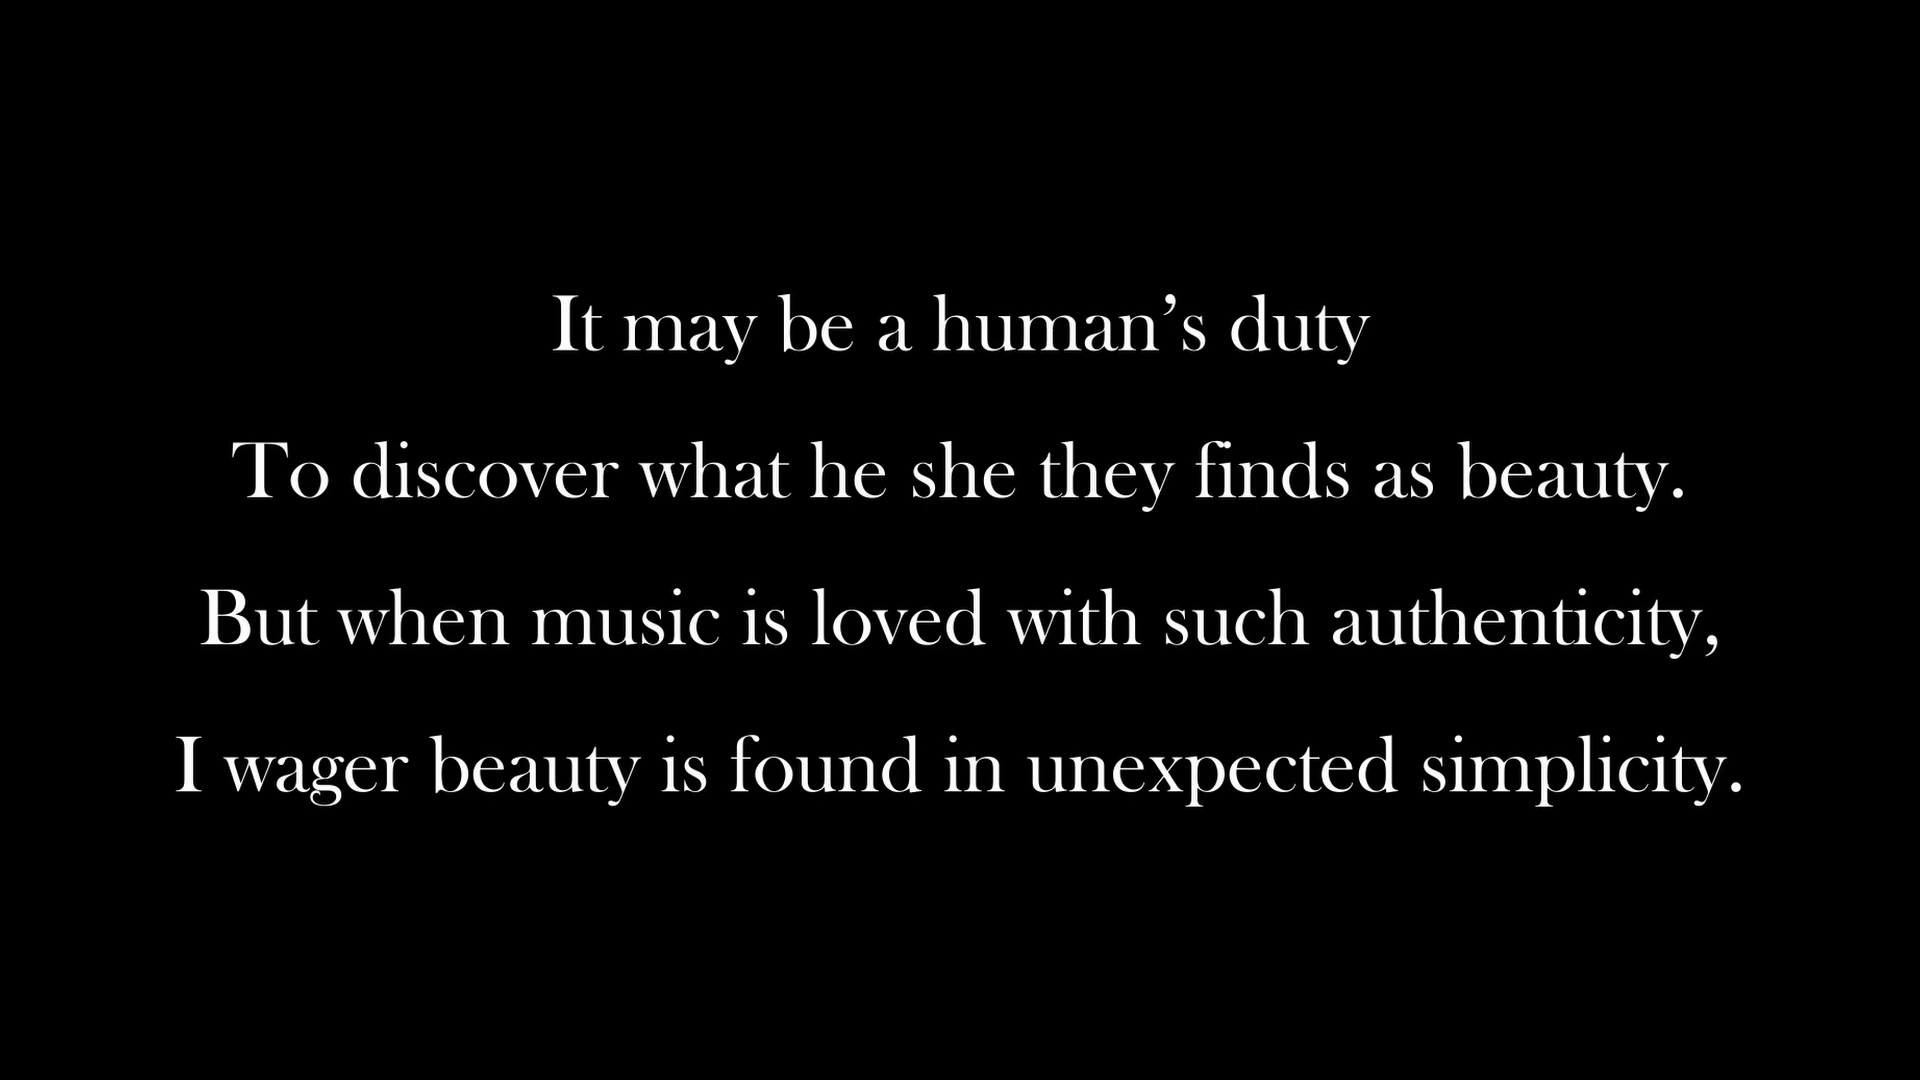 It may be a human’s duty
To discover what he she they finds as beauty.
But when music is loved with such authenticity,
I wager beauty is found in unexpected simplicity.